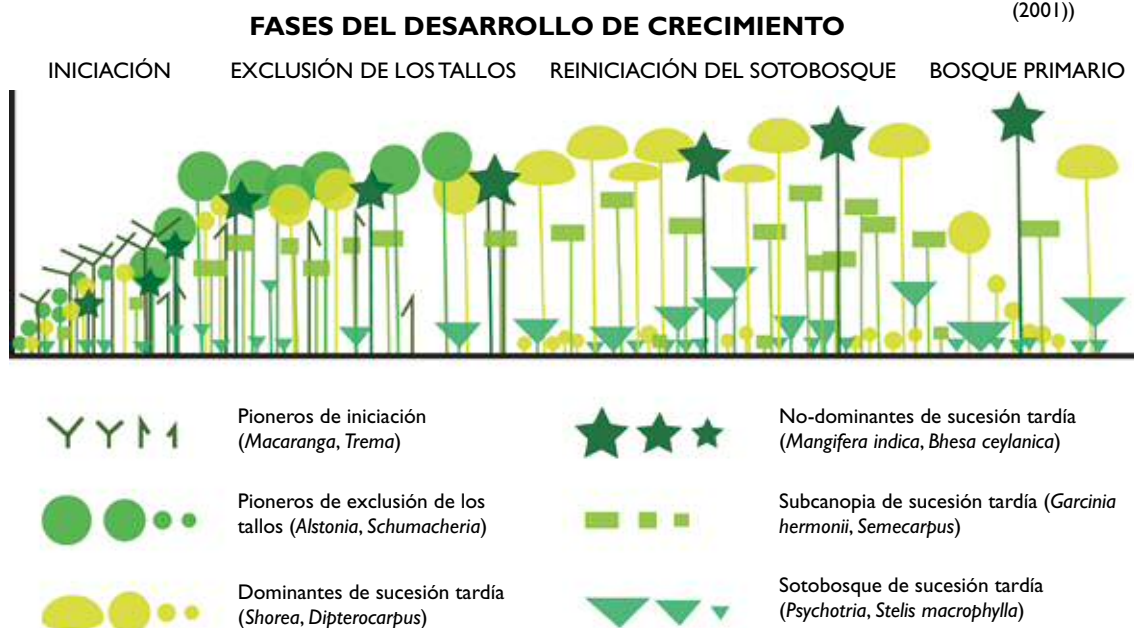 (2001))
FASES DEL DESARROLLO DE CRECIMIENTO
INICIACIÓN EXCLUSIÓN DE LOS TALLOS REINICIACIÓN DEL SOTOBOSQUE BOSQUE PRIMARIO
Pioneros de iniciación
(Macaranga, Trema)
Pioneros de exclusión de los
tallos (Alstonia, Schumacheria)
Dominantes de sucesión tardía
(Shorea, Dipterocarpus)
No-dominantes de sucesión tardía
(Mangifera indica, Bhesa ceylanica)
Subcanopia de sucesión tardía (Garcinia
hermonii, Semecarpus)
Sotobosque de sucesión tardía
(Psychotria, Stelis macrophylla)